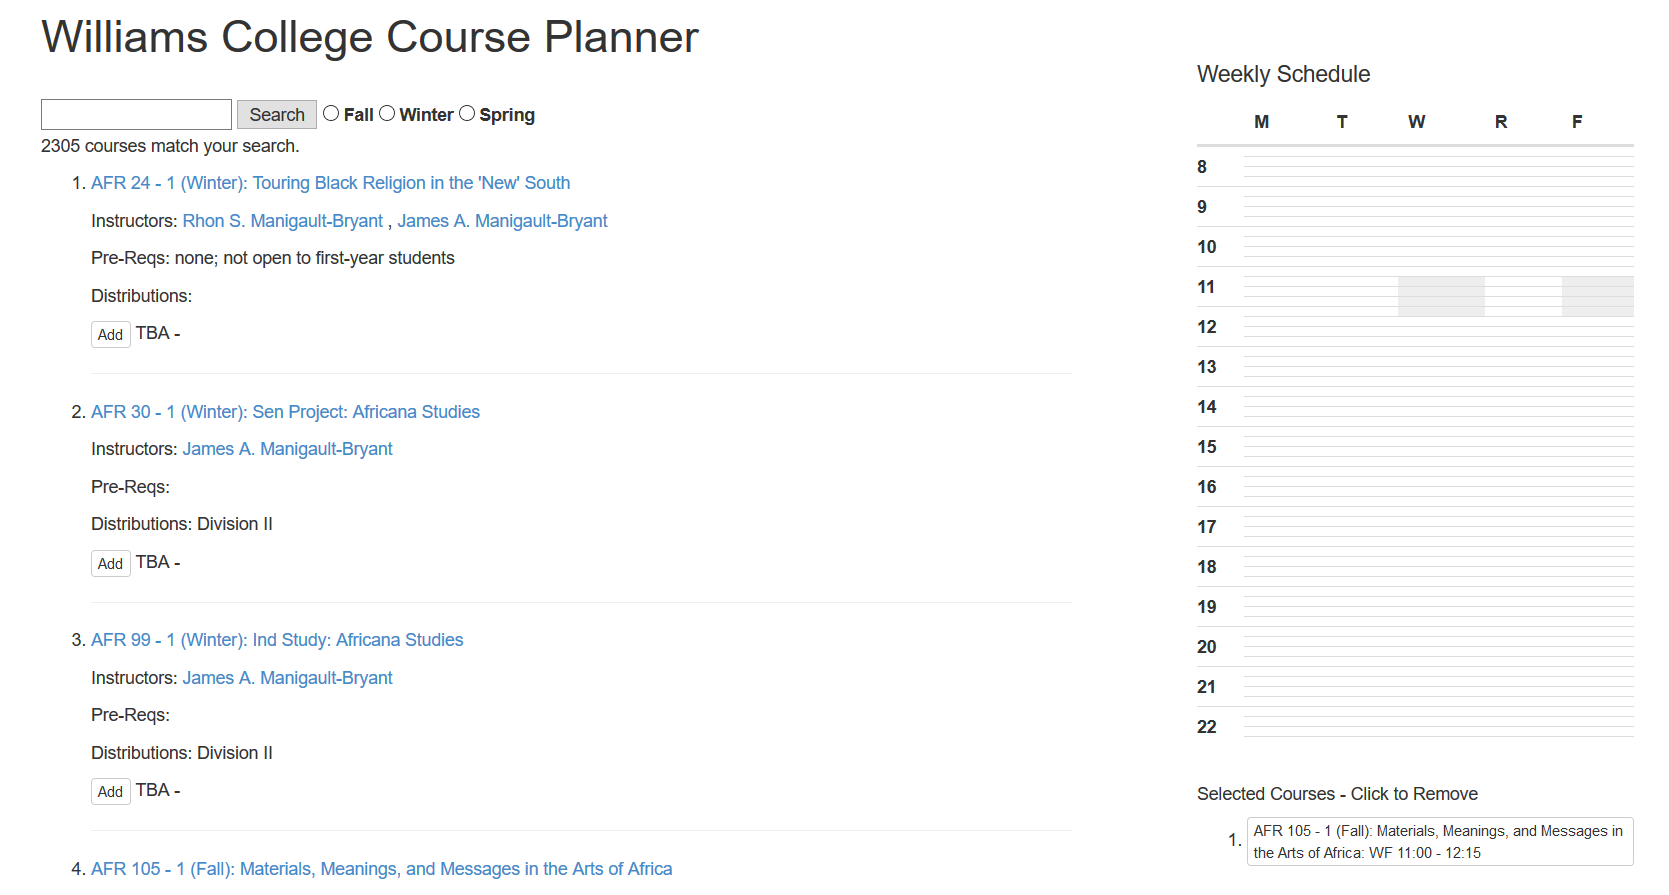 Williams College Course Planner
Search Fall Winter Spring
2305 courses match your search.
1. AFR 24 - 1 (Winter): Touring Black Religion in the 'New' South
Instructors: Rhon S. Manigault-Bryant , James A. Manigault-Bryant
Pre-Reqs: none; not open to first-year students
Distributions:
Add TBA -
2. AFR 30 - 1 (Winter): Sen Project: Africana Studies
Instructors: James A. Manigault-Bryant
Pre-Reqs:
Distributions: Division II
Add TBA -
3. AFR 99 - 1 (Winter): Ind Study: Africana Studies
Instructors: James A. Manigault-Bryant
Pre-Reqs:
Distributions: Division II
Add TBA -
4. AFR 105 - 1 (Fall): Materials, Meanings, and Messages in the Arts of Africa
Weekly Schedule
M T W R F
8
9
10
11
12
13
14
15
16
17
18
19
20
21
22
Selected Courses - Click to Remove
1. AFR 105 - 1 (Fall): Materials, Meanings, and Messages in
the Arts of Africa: WF 11:00 - 12:15